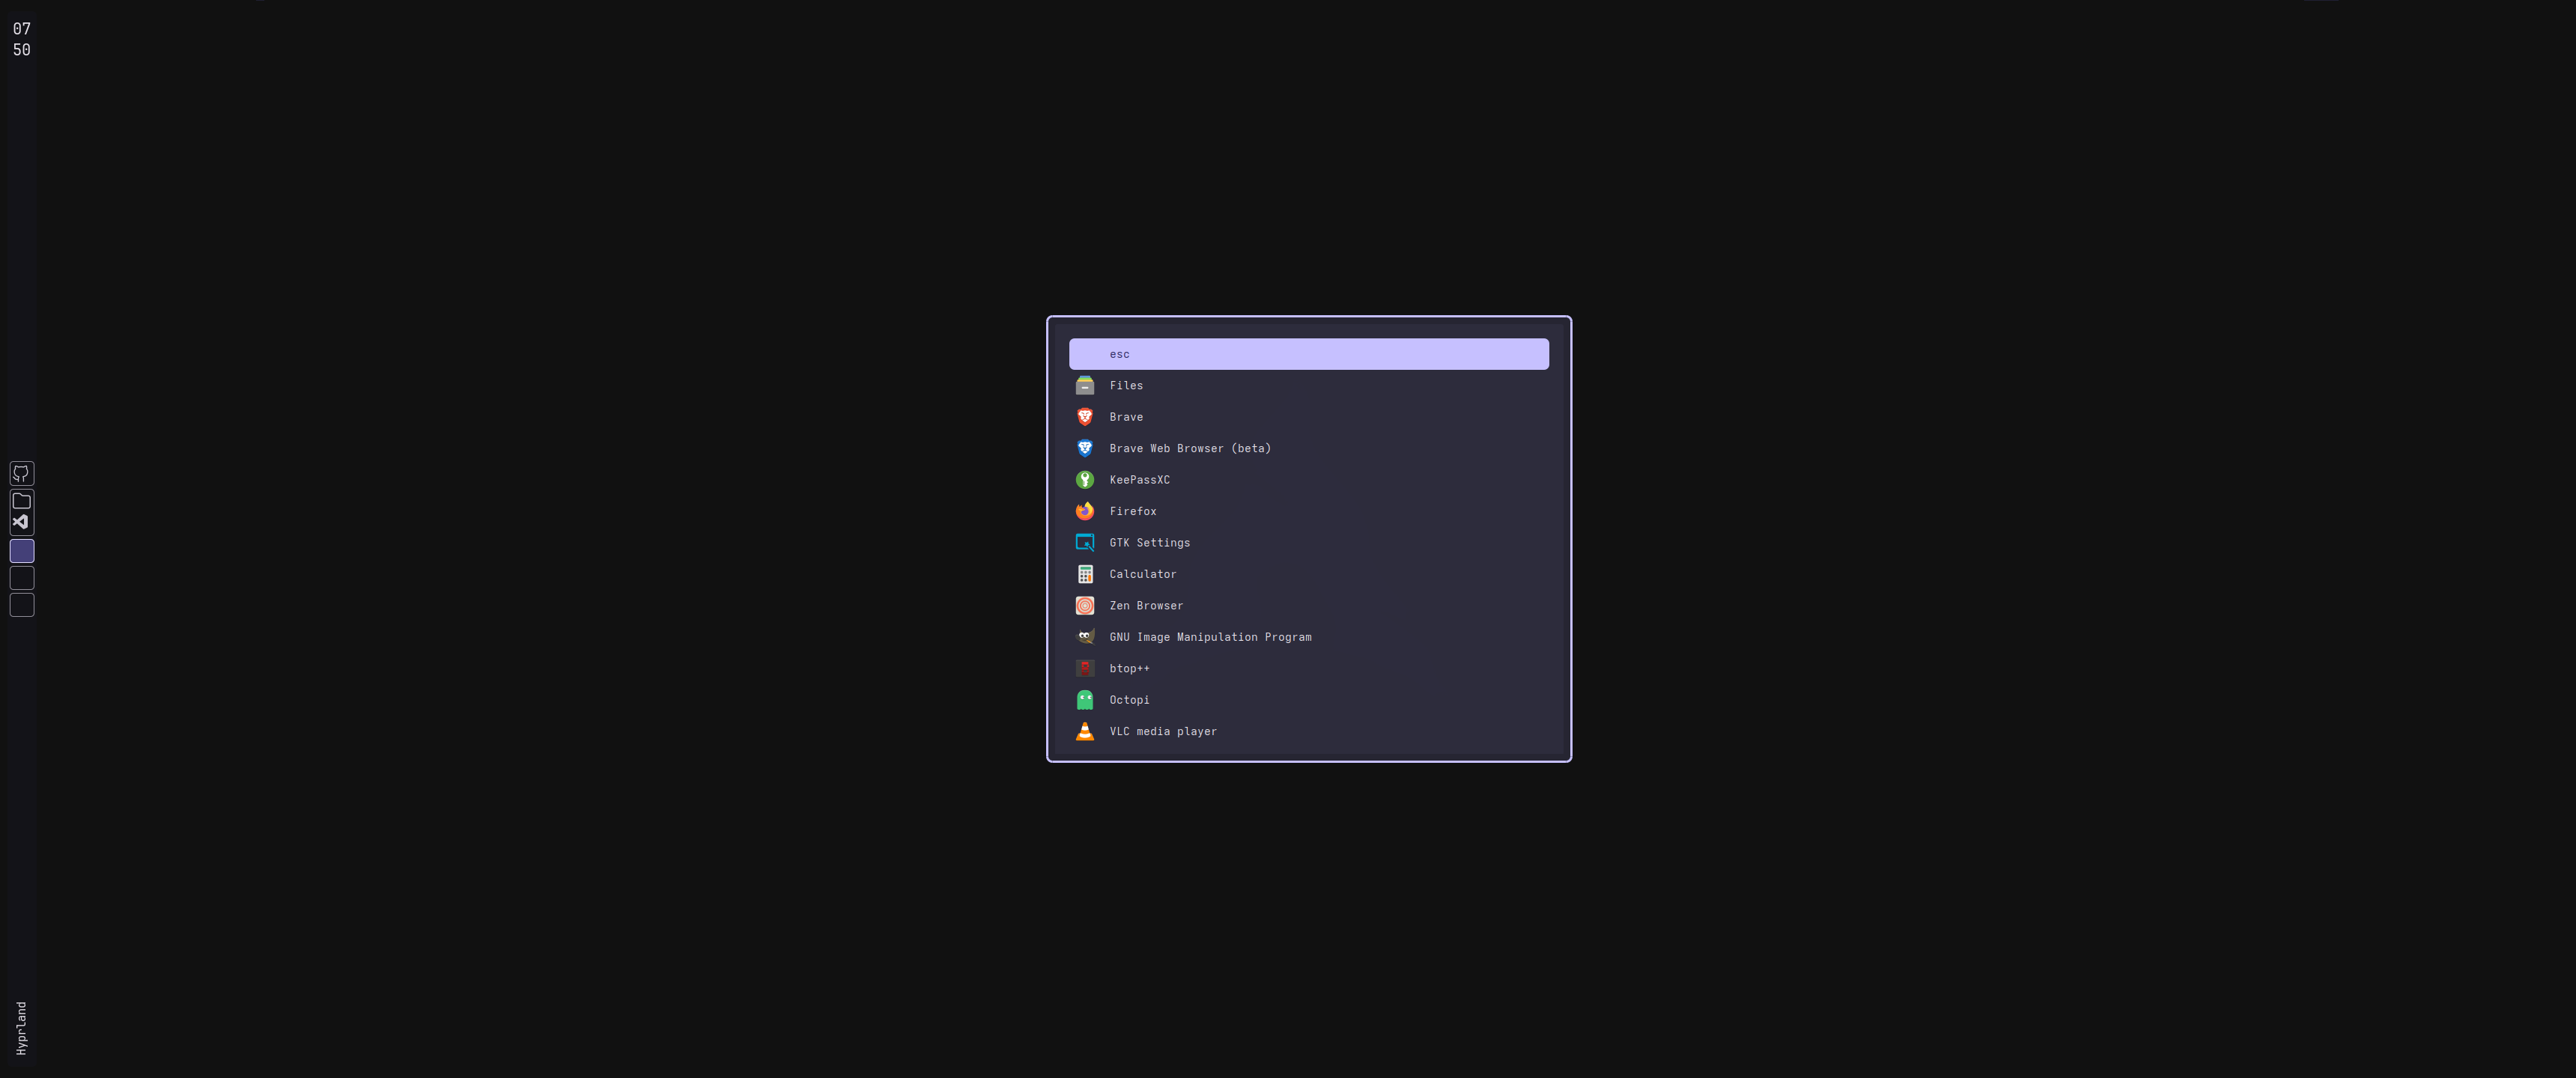 07
50
esc
Files
Brave
Brave Web Browser (beta)
KeePassXC
Firefox
GTK Settings
Calculator
Zen Browser
GNU Image Manipulation Program
btop++
Octopi
VLC media player
Hyprland